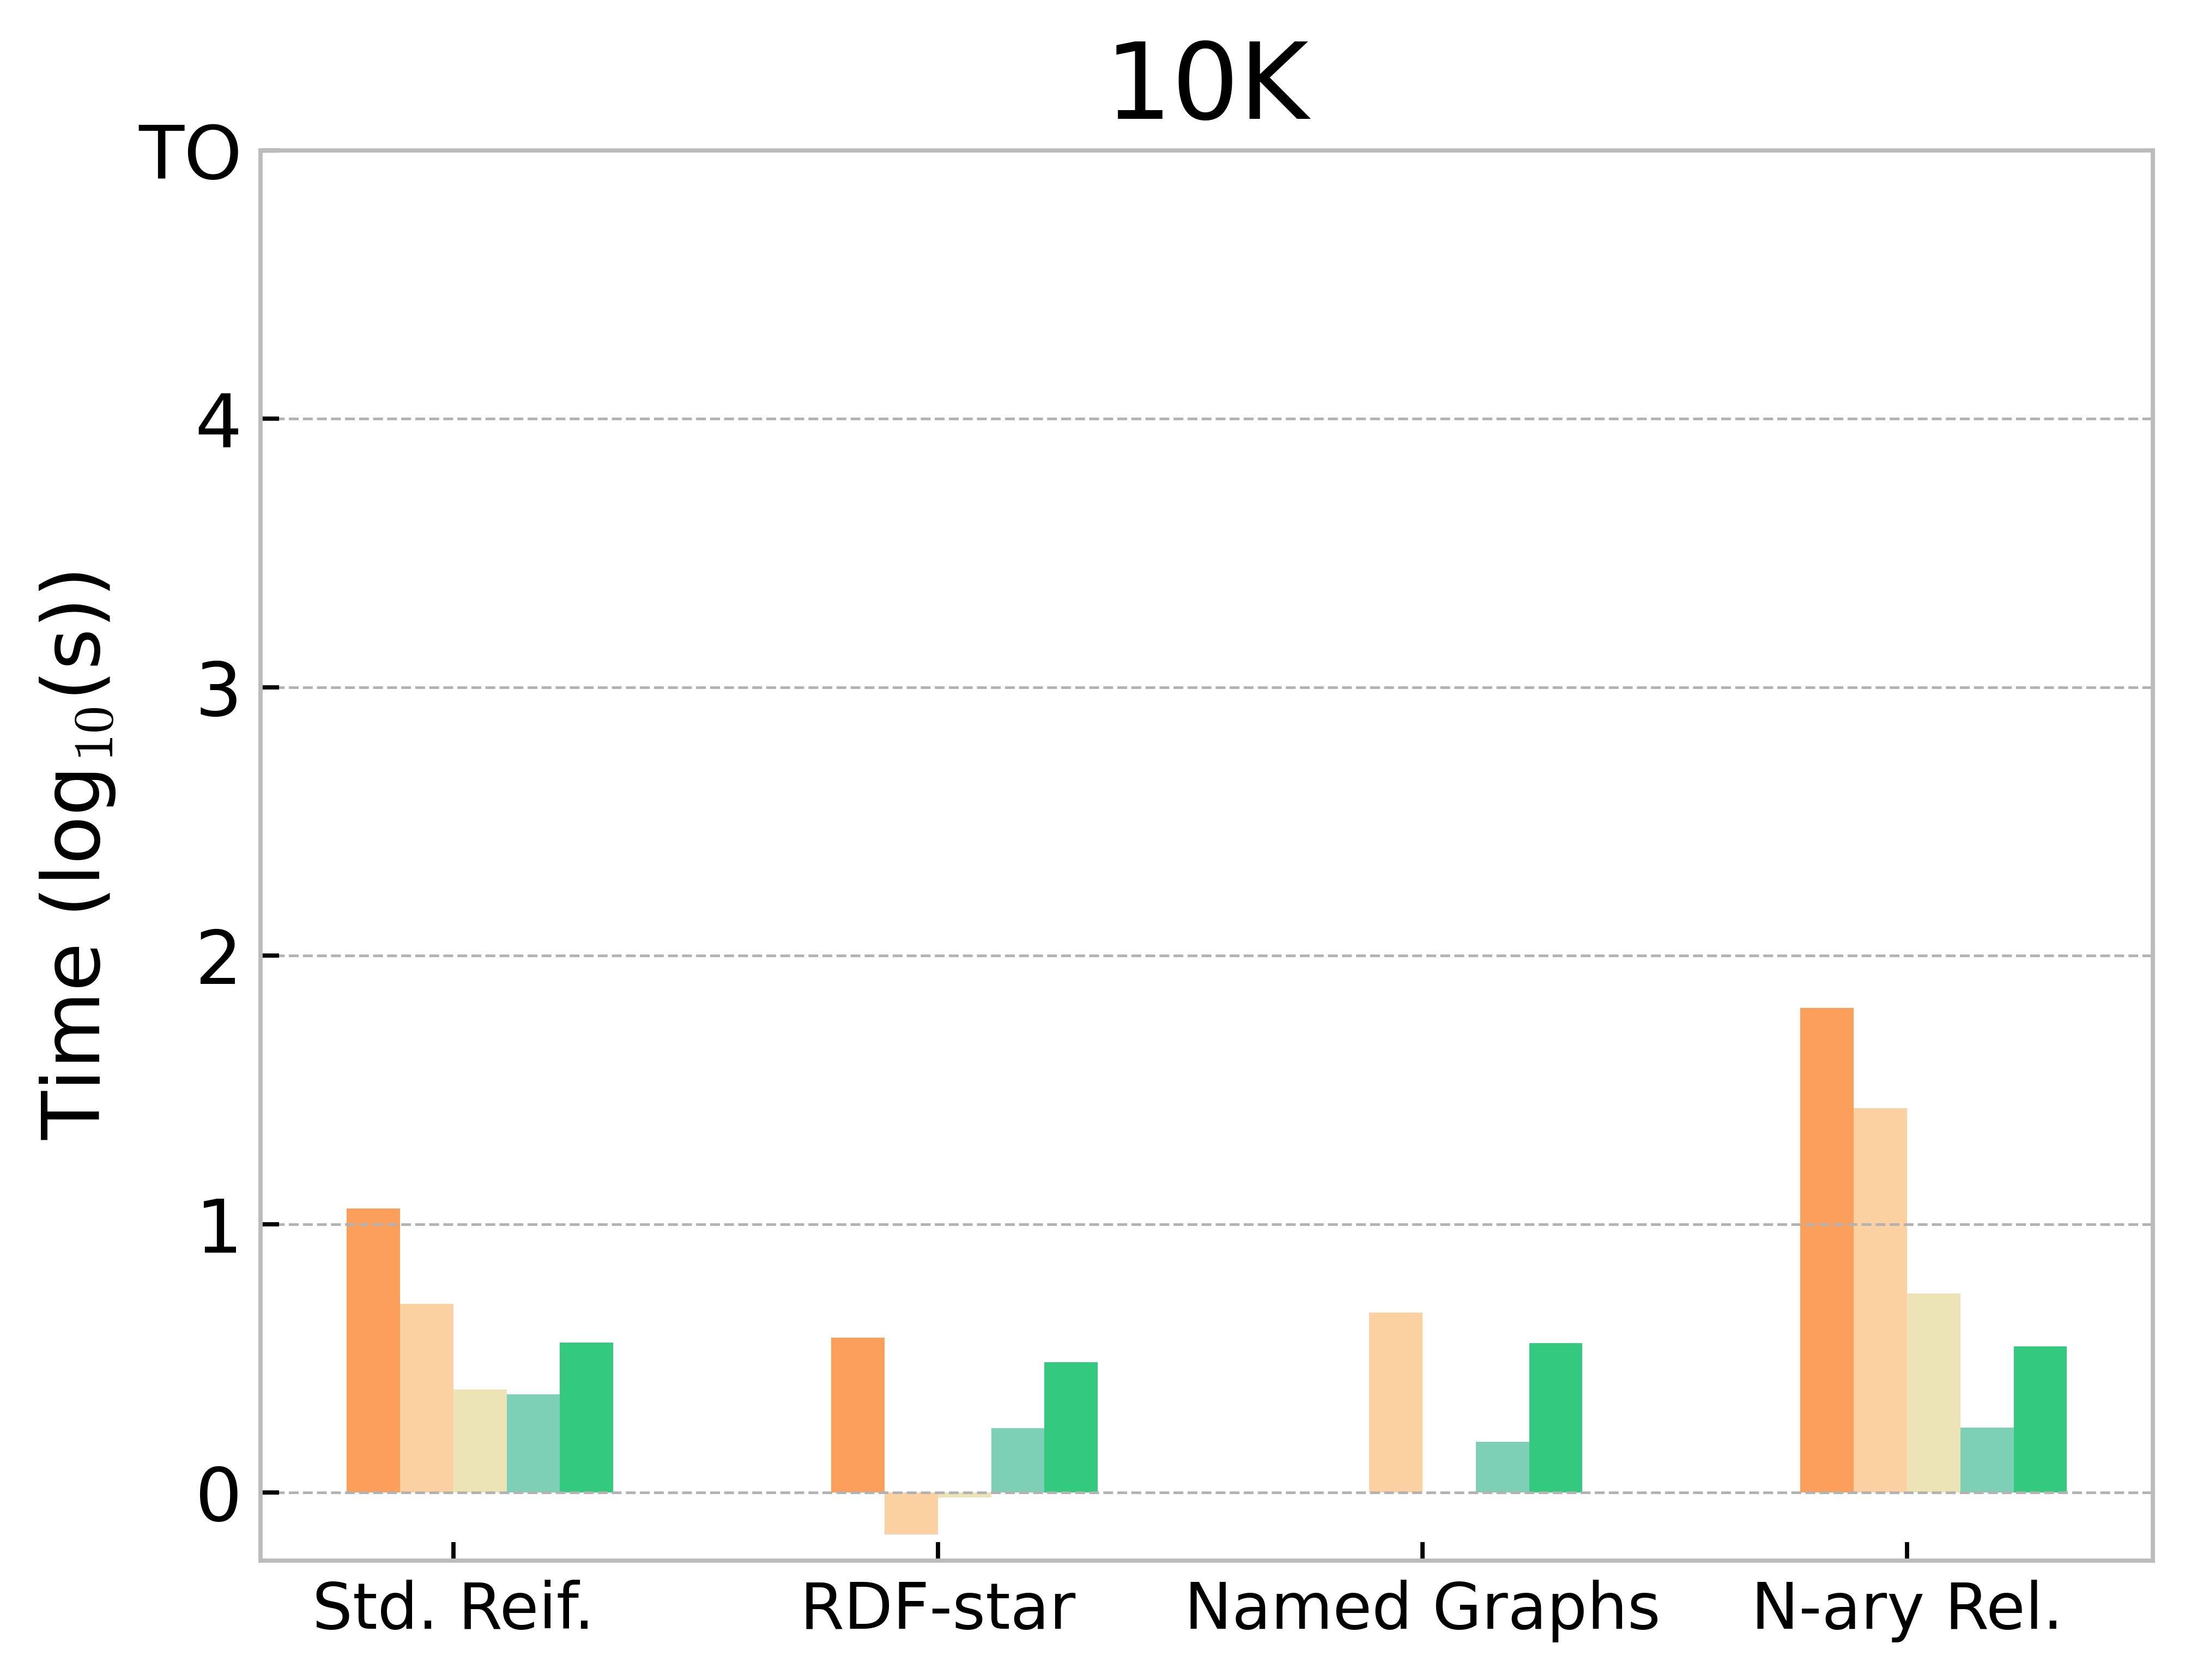 10K
TO
4
3
2
1
0
Time (log₁₀(s))
Std. Reif.
RDF-star
Named Graphs
N-ary Rel.